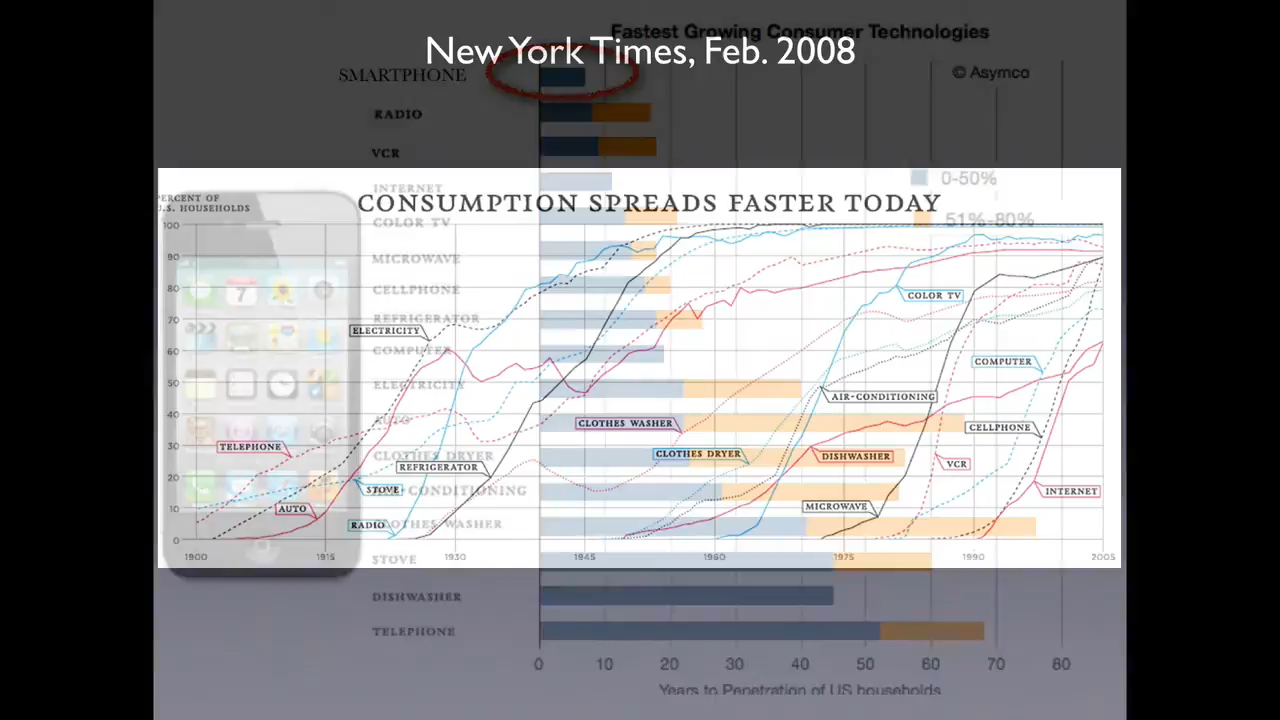 Fastest Growing Consumer Technologies
New York Times, Feb. 2008
SMARTPHONE
© Asymco
RADIO
VCR
INTERNET
0-50%
PERCENT OF
U.S. HOUSEHOLDS
CONSUMPTION SPREADS FASTER TODAY
COLOR TV
51%-80%
100
90
80
70
60
50
40
30
20
10
0
MICROWAVE
CELLPHONE
REFRIGERATOR
COMPUTER
ELECTRICITY
AUTO
CLOTHES DRYER
AIR-CONDITIONING
CLOTHES WASHER
STOVE
7
ELECTRICITY
COLOR TV
COMPUTER
AIR-CONDITIONING
CLOTHES WASHER
CELLPHONE
TELEPHONE
CLOTHES DRYER
DISHWASHER
VCR
REFRIGERATOR
STOVE
INTERNET
AUTO
MICROWAVE
RADIO
1900 1915 1930 1945 1960 1975 1990 2005
DISHWASHER
TELEPHONE
0 10 20 30 40 50 60 70 80
Years to Penetration of US households